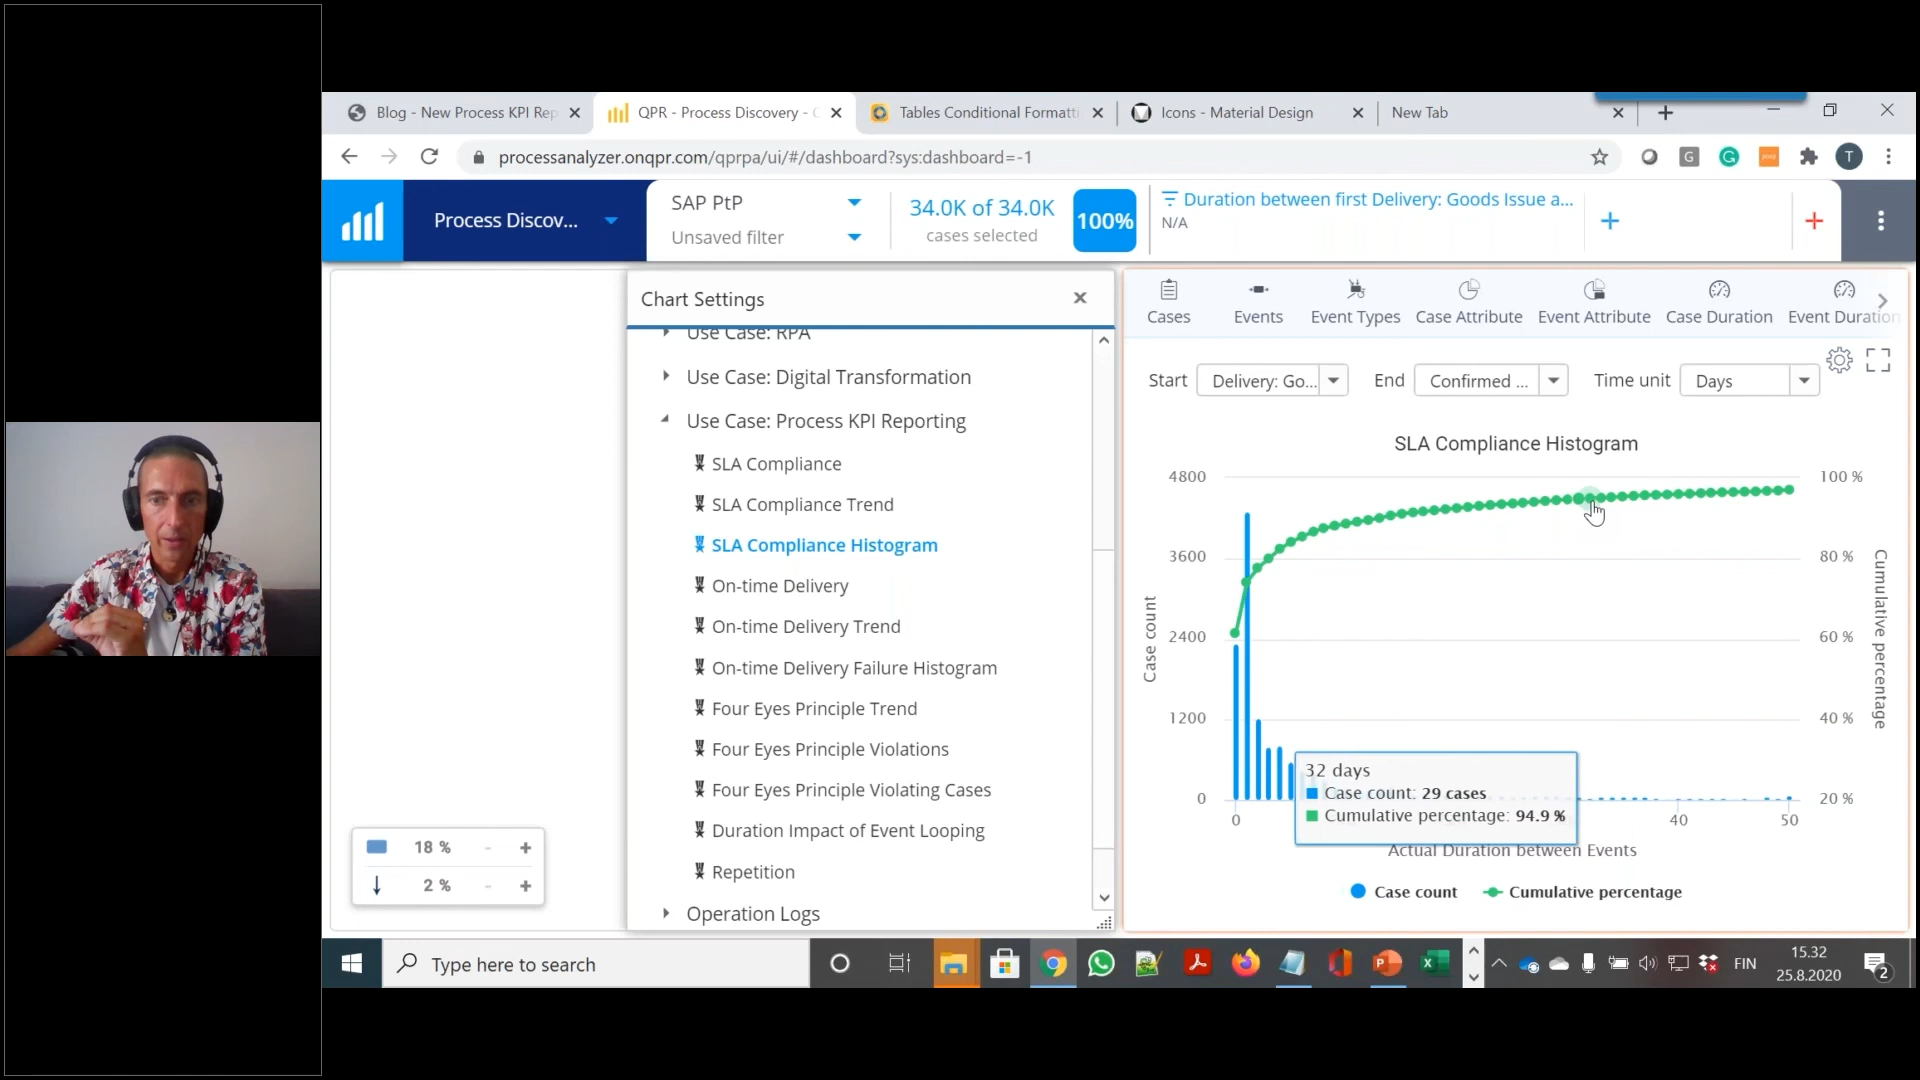 Blog - New Process KPI Rep
QPR - Process Discovery -
Tables Conditional Formatti
Icons - Material Design
New Tab
processanalyzer.onqpr.com/qprpa/ui/#/dashboard?sys:dashboard=-1
G
T
Process Discov...
SAP PtP
Unsaved filter
34.0K of 34.0K
cases selected
100%
Duration between first Delivery: Goods Issue a...
N/A
Chart Settings
Use Case: RPA
Use Case: Digital Transformation
Use Case: Process KPI Reporting
SLA Compliance
SLA Compliance Trend
SLA Compliance Histogram
On-time Delivery
On-time Delivery Trend
On-time Delivery Failure Histogram
Four Eyes Principle Trend
Four Eyes Principle Violations
Four Eyes Principle Violating Cases
Duration Impact of Event Looping
Repetition
Operation Logs
18 % - +
2 % - +
Cases
Events
Event Types
Case Attribute
Event Attribute
Case Duration
Event Duration
Start
Delivery: Go...
End
Confirmed ...
Time unit
Days
SLA Compliance Histogram
4800
3600
2400
1200
0
Case count
100 %
80 %
60 %
40 %
20 %
Cumulative percentage
32 days
Case count: 29 cases
Cumulative percentage: 94.9 %
0
40
50
Actual Duration between Events
Case count
Cumulative percentage
Type here to search
FIN
15.32
25.8.2020
2